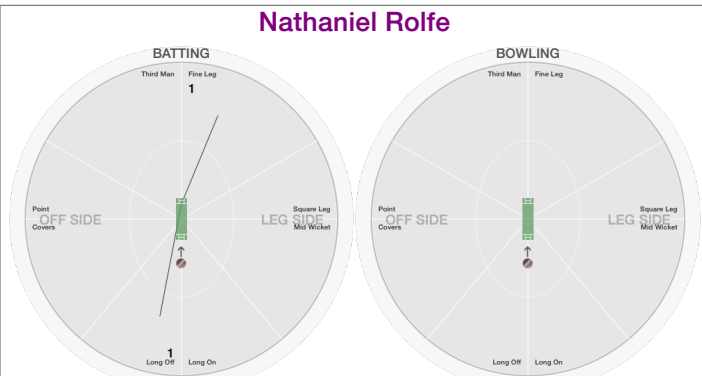 Nathaniel Rolfe
BATTING
Third Man Fine Leg
1
Point
OFF SIDE
Covers
Square Leg
LEG SIDE
Mid Wicket
1
Long Off Long On
BOWLING
Third Man Fine Leg
Point
OFF SIDE
Covers
Square Leg
LEG SIDE
Mid Wicket
Long Off Long On